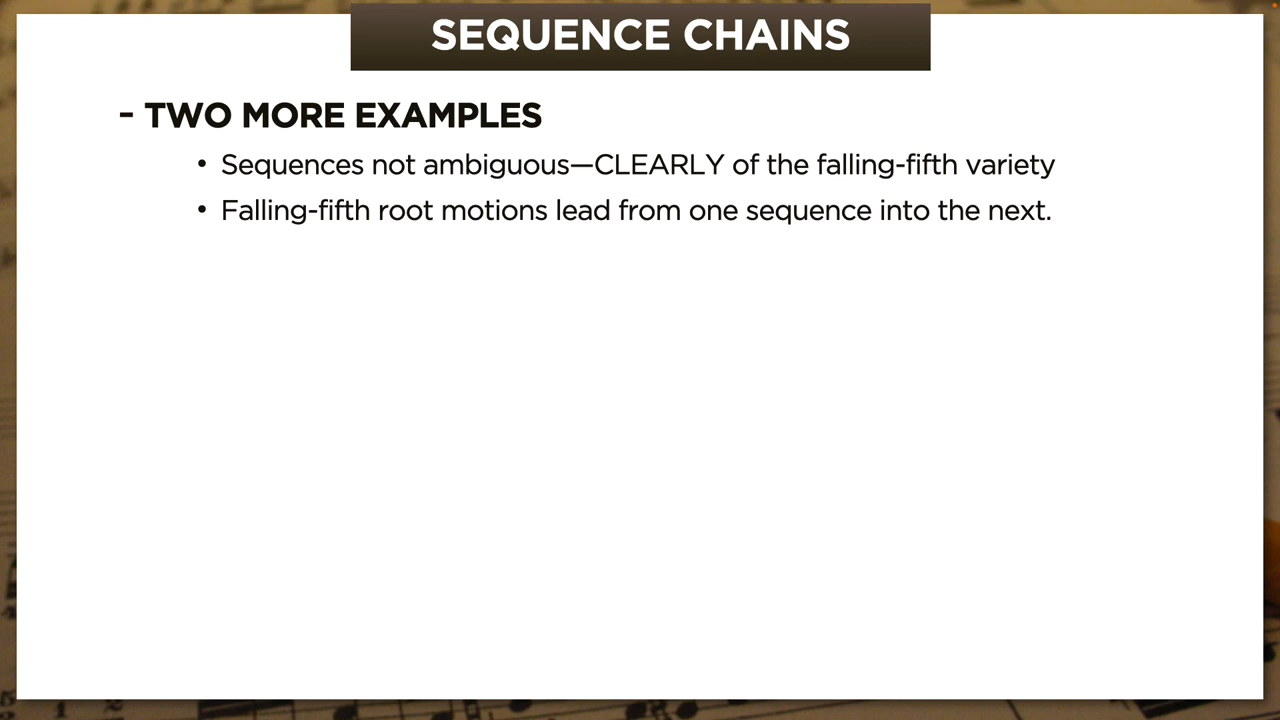 SEQUENCE CHAINS
- TWO MORE EXAMPLES
• Sequences not ambiguous—CLEARLY of the falling-fifth variety
• Falling-fifth root motions lead from one sequence into the next.